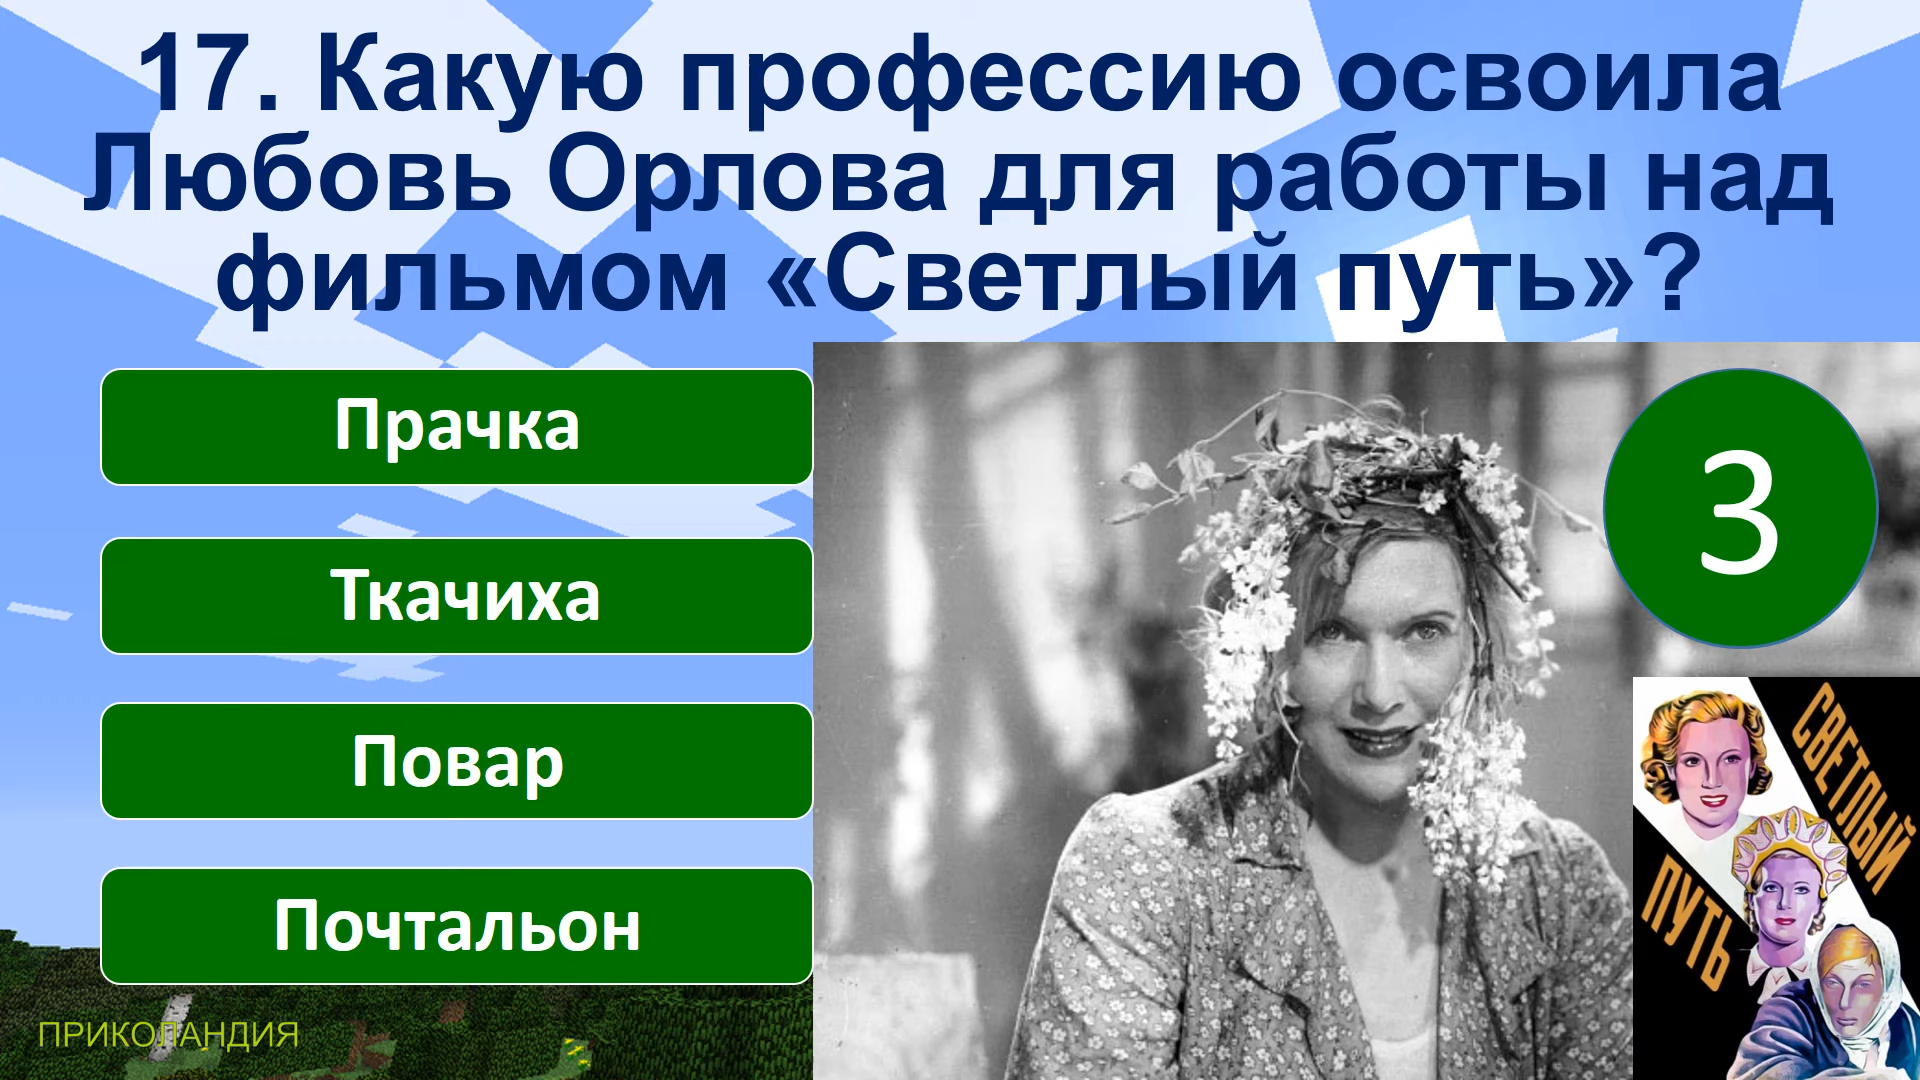 17. Какую профессию освоила
Любовь Орлова для работы над
фильмом «Светлый путь»?
Прачка
3
Ткачиха
Повар
СВЕТЛЫЙ
ПУТЬ
Почтальон
ПРИКОЛАНДИЯ